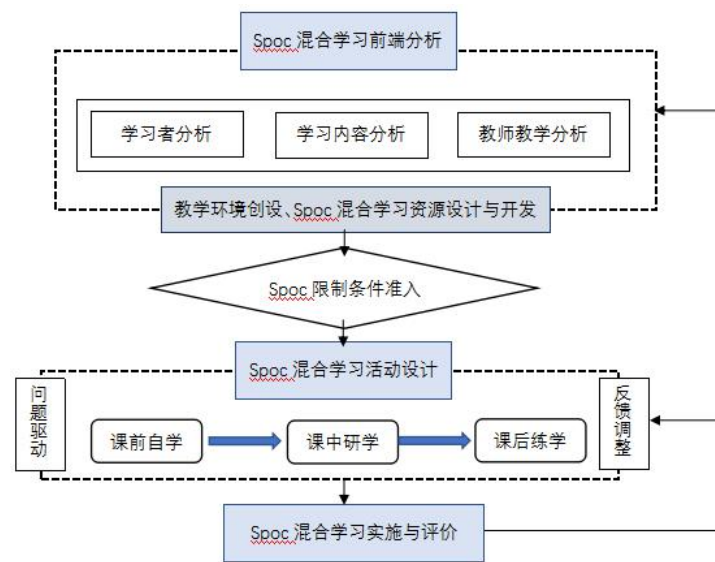 Spoc 混合学习前端分析
学习者分析
学习内容分析
教师教学分析
教学环境创设、Spoc 混合学习资源设计与开发
Spoc 限制条件准入
Spoc 混合学习活动设计
问题驱动
课前自学
课中研学
课后练学
反馈调整
Spoc 混合学习实施与评价